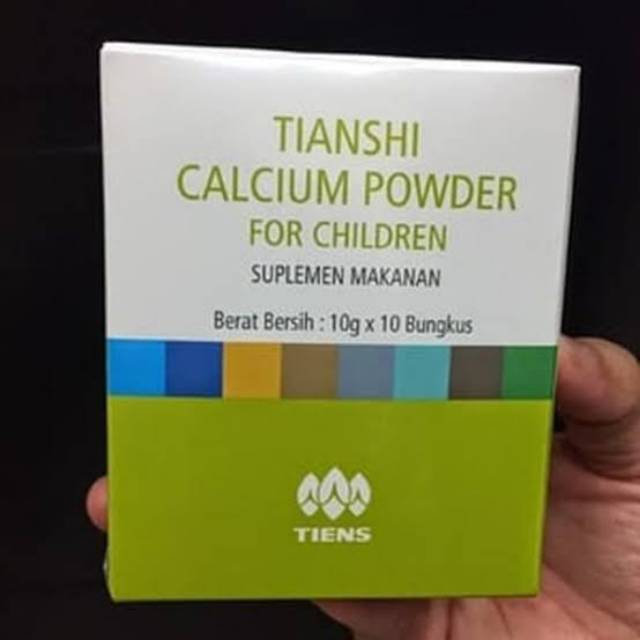 TIANSHI
CALCIUM POWDER
FOR CHILDREN
SUPLEMEN MAKANAN
Berat Bersih : 10g x 10 Bungkus
TIENS